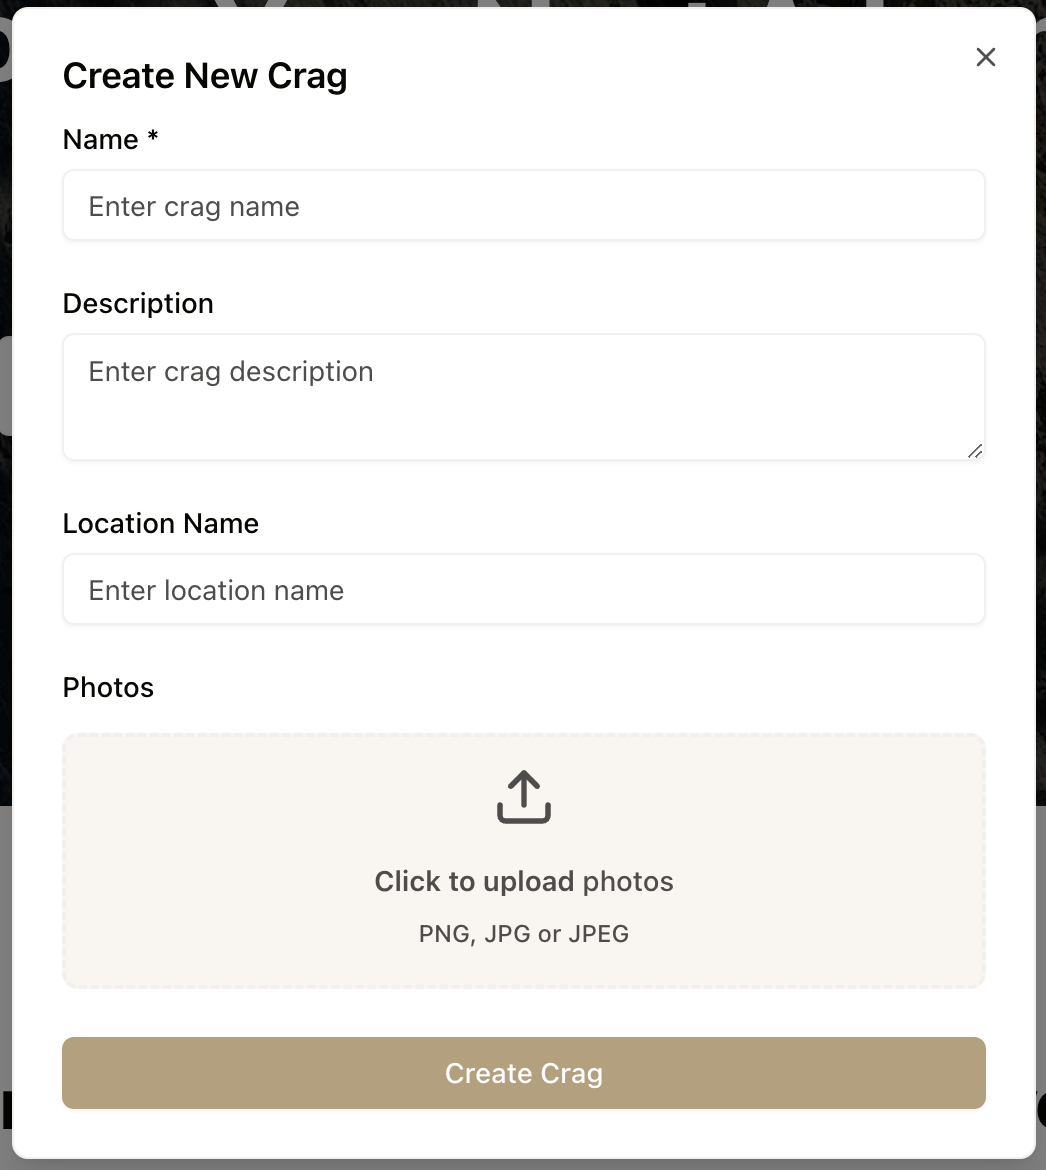 Create New Crag
Name *
Enter crag name
Description
Enter crag description
Location Name
Enter location name
Photos
Click to upload photos
PNG, JPG or JPEG
Create Crag